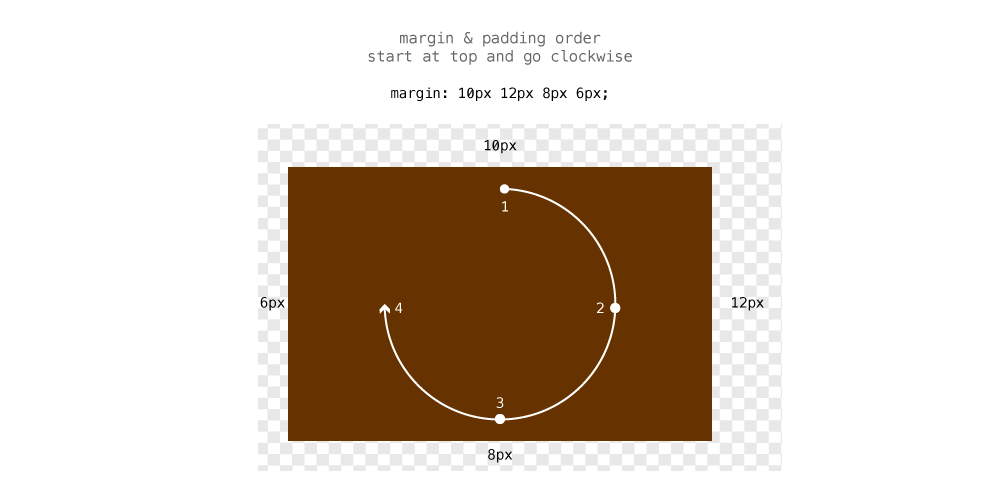 margin & padding order
start at top and go clockwise
margin: 10px 12px 8px 6px;
10px
1
6px
4
2
12px
3
8px